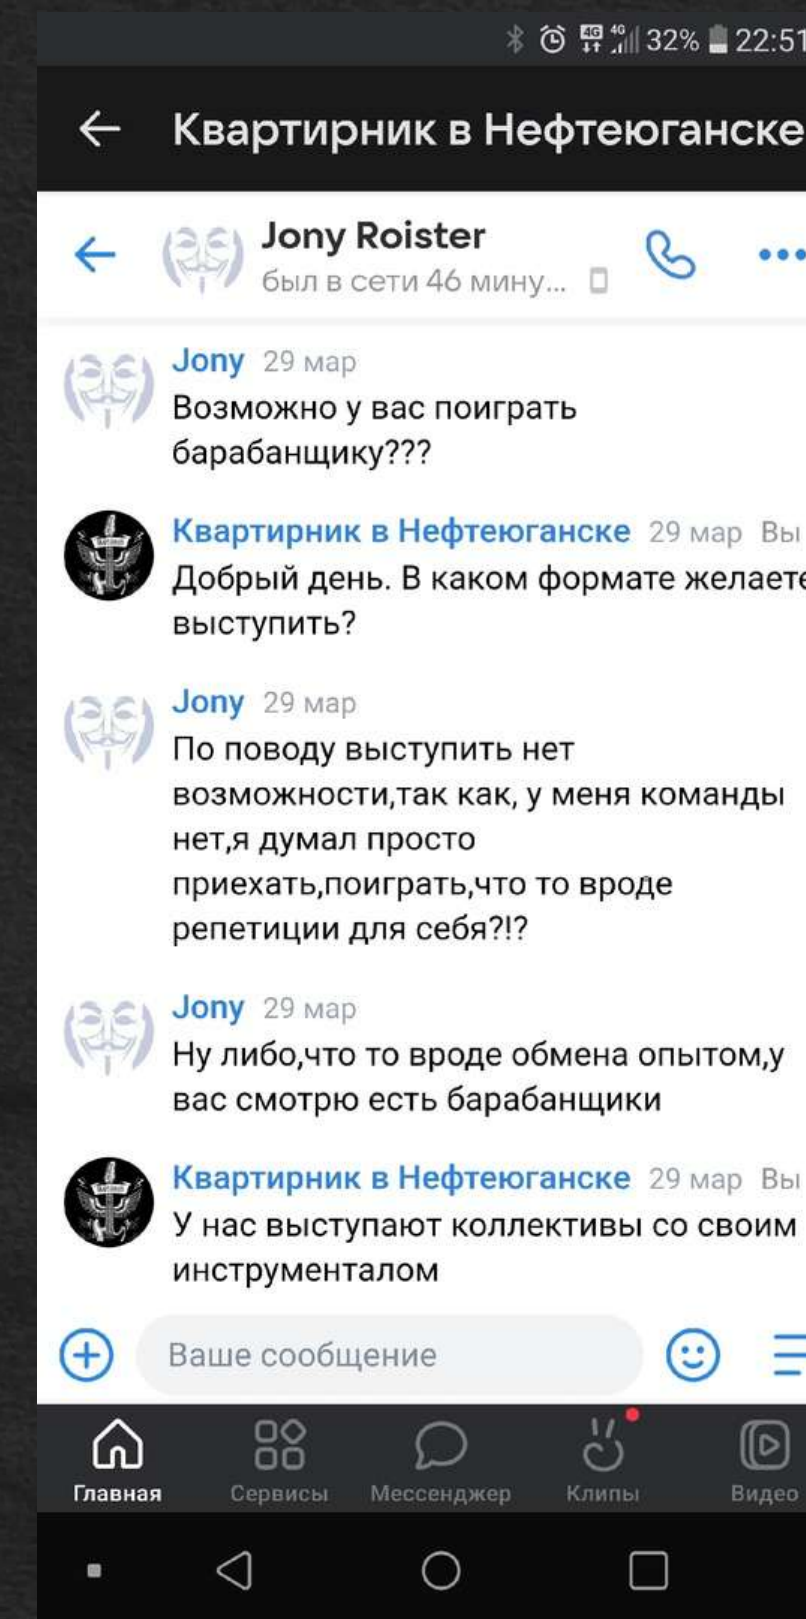 4G 4G 32% 22:51
Квартирник в Нефтеюганске
Jony Roister
был в сети 46 мину...
Jony 29 мар
Возможно у вас поиграть
барабанщику???
Квартирник в Нефтеюганске 29 мар Вы
Добрый день. В каком формате желаете
выступить?
Jony 29 мар
По поводу выступить нет
возможности,так как, у меня команды
нет,я думал просто
приехать,поиграть,что то вроде
репетиции для себя?!?
Jony 29 мар
Ну либо,что то вроде обмена опытом,у
вас смотрю есть барабанщики
Квартирник в Нефтеюганске 29 мар Вы
У нас выступают коллективы со своим
инструменталом
Ваше сообщение
Главная Сервисы Мессенджер Клипы Видео